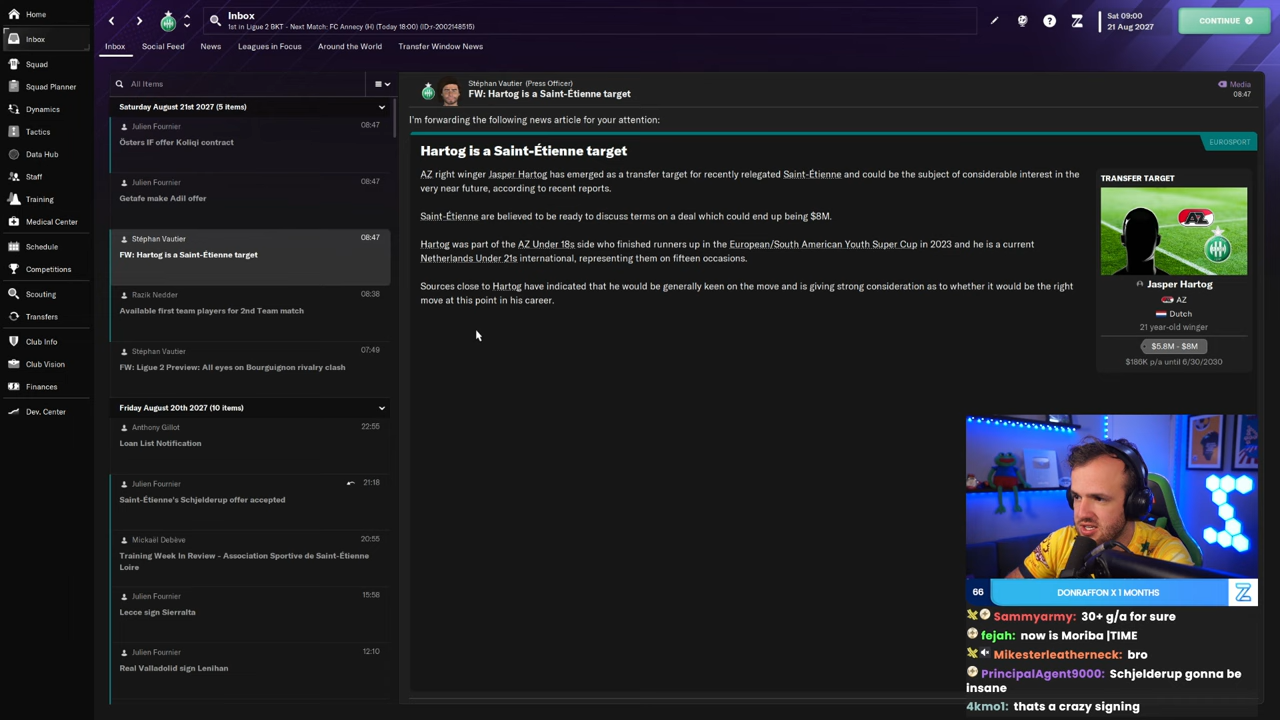 Home
Inbox
Squad
Squad Planner
Dynamics
Tactics
Data Hub
Staff
Training
Medical Center
Schedule
Competitions
Scouting
Transfers
Club Info
Club Vision
Finances
Dev. Center
Inbox
1st in Ligue 2 BKT - Next Match: FC Annecy (H) (Today 18:00) (ID:r-2002148515)
Sat 09:00
21 Aug 2027
CONTINUE
Inbox Social Feed News Leagues in Focus Around the World Transfer Window News
All Items
Saturday August 21st 2027 (5 items)
Julien Fournier 08:47
Östers IF offer Koliqi contract
Julien Fournier 08:47
Getafe make Adil offer
Stéphan Vautier 08:47
FW: Hartog is a Saint-Étienne target
Razik Nedder 08:38
Available first team players for 2nd Team match
Stéphan Vautier 07:49
FW: Ligue 2 Preview: All eyes on Bourguignon rivalry clash
Friday August 20th 2027 (10 items)
Anthony Gillot 22:55
Loan List Notification
Julien Fournier 21:18
Saint-Étienne's Schjelderup offer accepted
Mickaël Debève 20:55
Training Week In Review - Association Sportive de Saint-Étienne
Loire
Julien Fournier 15:58
Lecce sign Sierralta
Julien Fournier 12:10
Real Valladolid sign Lenihan
Stéphan Vautier (Press Officer)
FW: Hartog is a Saint-Étienne target
Media
08:47
I'm forwarding the following news article for your attention:
EUROSPORT
Hartog is a Saint-Étienne target
AZ right winger Jasper Hartog has emerged as a transfer target for recently relegated Saint-Étienne and could be the subject of considerable interest in the
very near future, according to recent reports.
Saint-Étienne are believed to be ready to discuss terms on a deal which could end up being $8M.
Hartog was part of the AZ Under 18s side who finished runners up in the European/South American Youth Super Cup in 2023 and he is a current
Netherlands Under 21s international, representing them on fifteen occasions.
Sources close to Hartog have indicated that he would be generally keen on the move and is giving strong consideration as to whether it would be the right
move at this point in his career.
TRANSFER TARGET
AZ
Jasper Hartog
AZ
Dutch
21 year-old winger
$5.8M - $8M
$186K p/a until 6/30/2030
66 DONRAFFON X 1 MONTHS
Sammyarmy: 30+ g/a for sure
fejah: now is Moriba |TIME
Mikesterleatherneck: bro
PrincipalAgent9000: Schjelderup gonna be
insane
4kmo1: thats a crazy signing